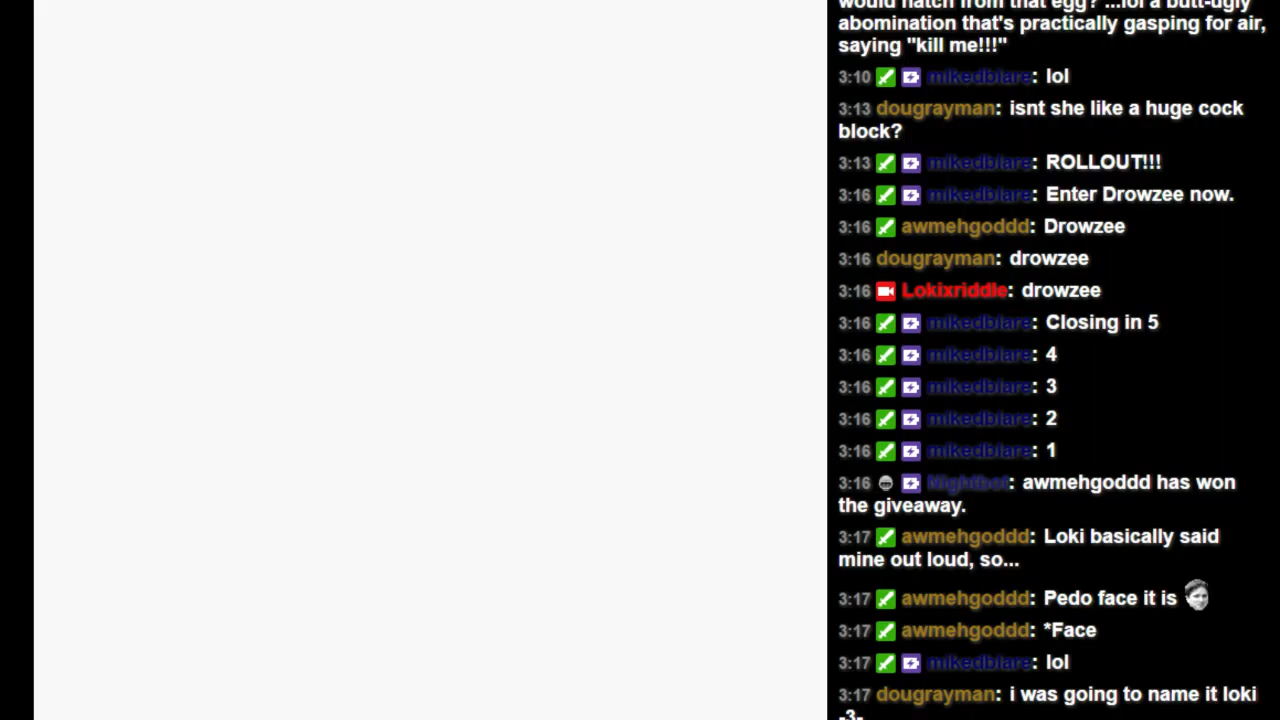 would hatch from that egg? ...lol a butt-ugly
abomination that's practically gasping for air,
saying "kill me!!!"
3:10 mikedblare: lol
3:13 dougrayman: isnt she like a huge cock
block?
3:13 mikedblare: ROLLOUT!!!
3:16 mikedblare: Enter Drowzee now.
3:16 awmehgoddd: Drowzee
3:16 dougrayman: drowzee
3:16 Lokixriddle: drowzee
3:16 mikedblare: Closing in 5
3:16 mikedblare: 4
3:16 mikedblare: 3
3:16 mikedblare: 2
3:16 mikedblare: 1
3:16 Nightbot: awmehgoddd has won
the giveaway.
3:17 awmehgoddd: Loki basically said
mine out loud, so...
3:17 awmehgoddd: Pedo face it is
3:17 awmehgoddd: *Face
3:17 mikedblare: lol
3:17 dougrayman: i was going to name it loki
-3-